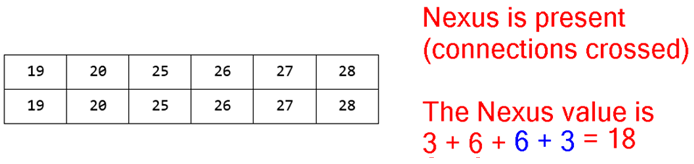 Nexus is present
(connections crossed)
19 20 25 26 27 28
19 20 25 26 27 28
The Nexus value is
3 + 6 + 6 + 3 = 18